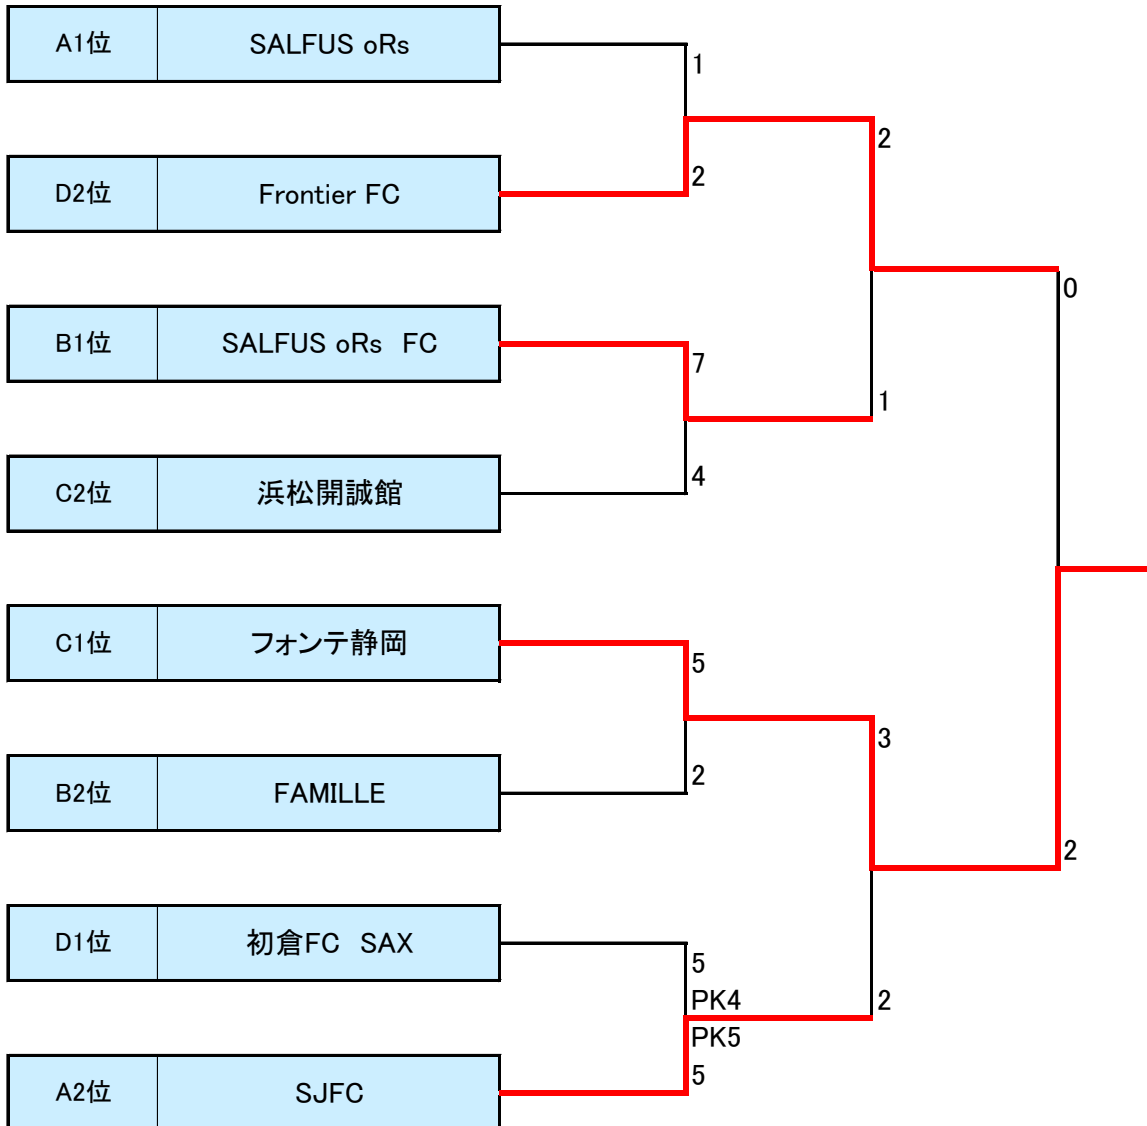 A1位 SALFUS oRs
1
2
D2位 Frontier FC
2
0
B1位 SALFUS oRs FC
7
1
C2位 浜松開誠館
4
C1位 フォンテ静岡
5
3
B2位 FAMILLE
2
2
D1位 初倉FC SAX
5
PK4
2
PK5
5
A2位 SJFC